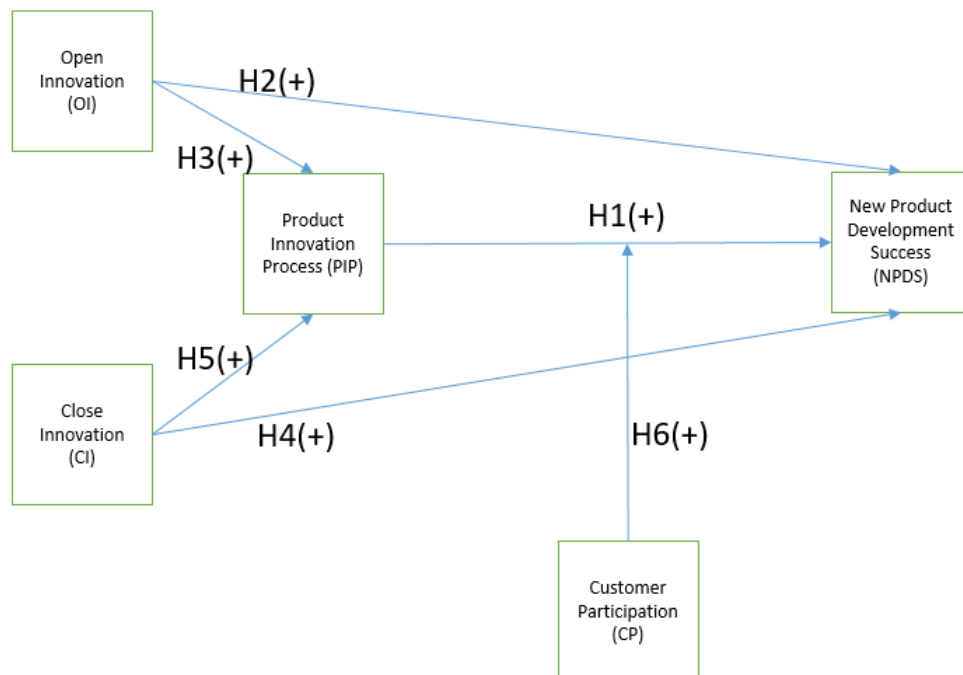 Open
Innovation
(OI)
H2(+)
H3(+)
Product
Innovation
Process (PIP)
H1(+)
New Product
Development
Success
(NPDS)
H5(+)
Close
Innovation
(CI)
H4(+)
H6(+)
Customer
Participation
(CP)